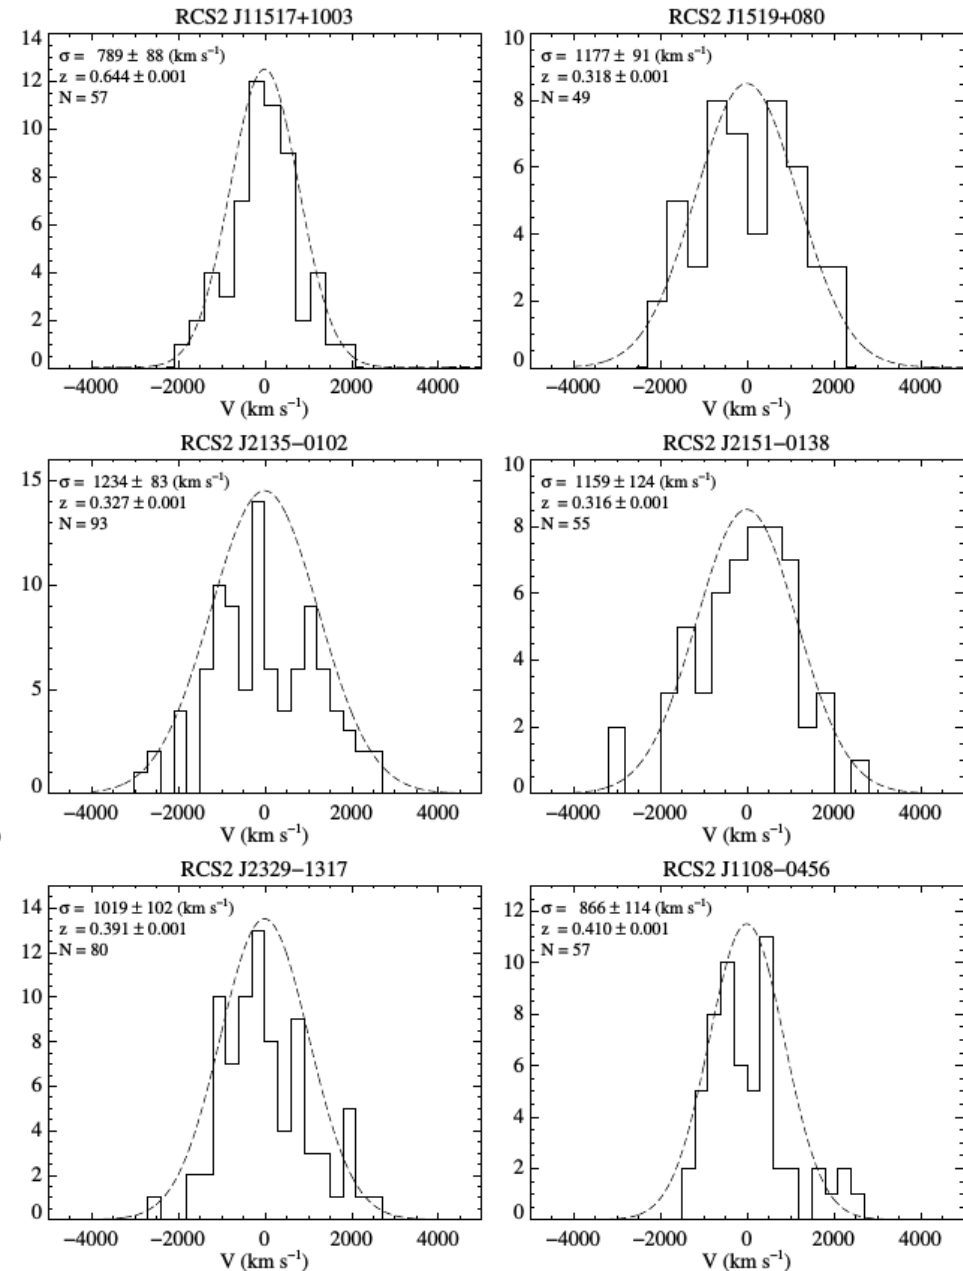 RCS2 J11517+1003
σ = 789 ± 88 (km s⁻¹)
z = 0.644 ± 0.001
N = 57
14
12
10
8
6
4
2
0
−4000 −2000 0 2000 4000
V (km s⁻¹)
RCS2 J1519+080
σ = 1177 ± 91 (km s⁻¹)
z = 0.318 ± 0.001
N = 49
10
8
6
4
2
0
−4000 −2000 0 2000 4000
V (km s⁻¹)
RCS2 J2135−0102
σ = 1234 ± 83 (km s⁻¹)
z = 0.327 ± 0.001
N = 93
15
10
5
0
−4000 −2000 0 2000 4000
V (km s⁻¹)
RCS2 J2151−0138
σ = 1159 ± 124 (km s⁻¹)
z = 0.316 ± 0.001
N = 55
10
8
6
4
2
0
−4000 −2000 0 2000 4000
V (km s⁻¹)
RCS2 J2329−1317
σ = 1019 ± 102 (km s⁻¹)
z = 0.391 ± 0.001
N = 80
14
12
10
8
6
4
2
0
−4000 −2000 0 2000 4000
V (km s⁻¹)
RCS2 J1108−0456
σ = 866 ± 114 (km s⁻¹)
z = 0.410 ± 0.001
N = 57
12
10
8
6
4
2
0
−4000 −2000 0 2000 4000
V (km s⁻¹)